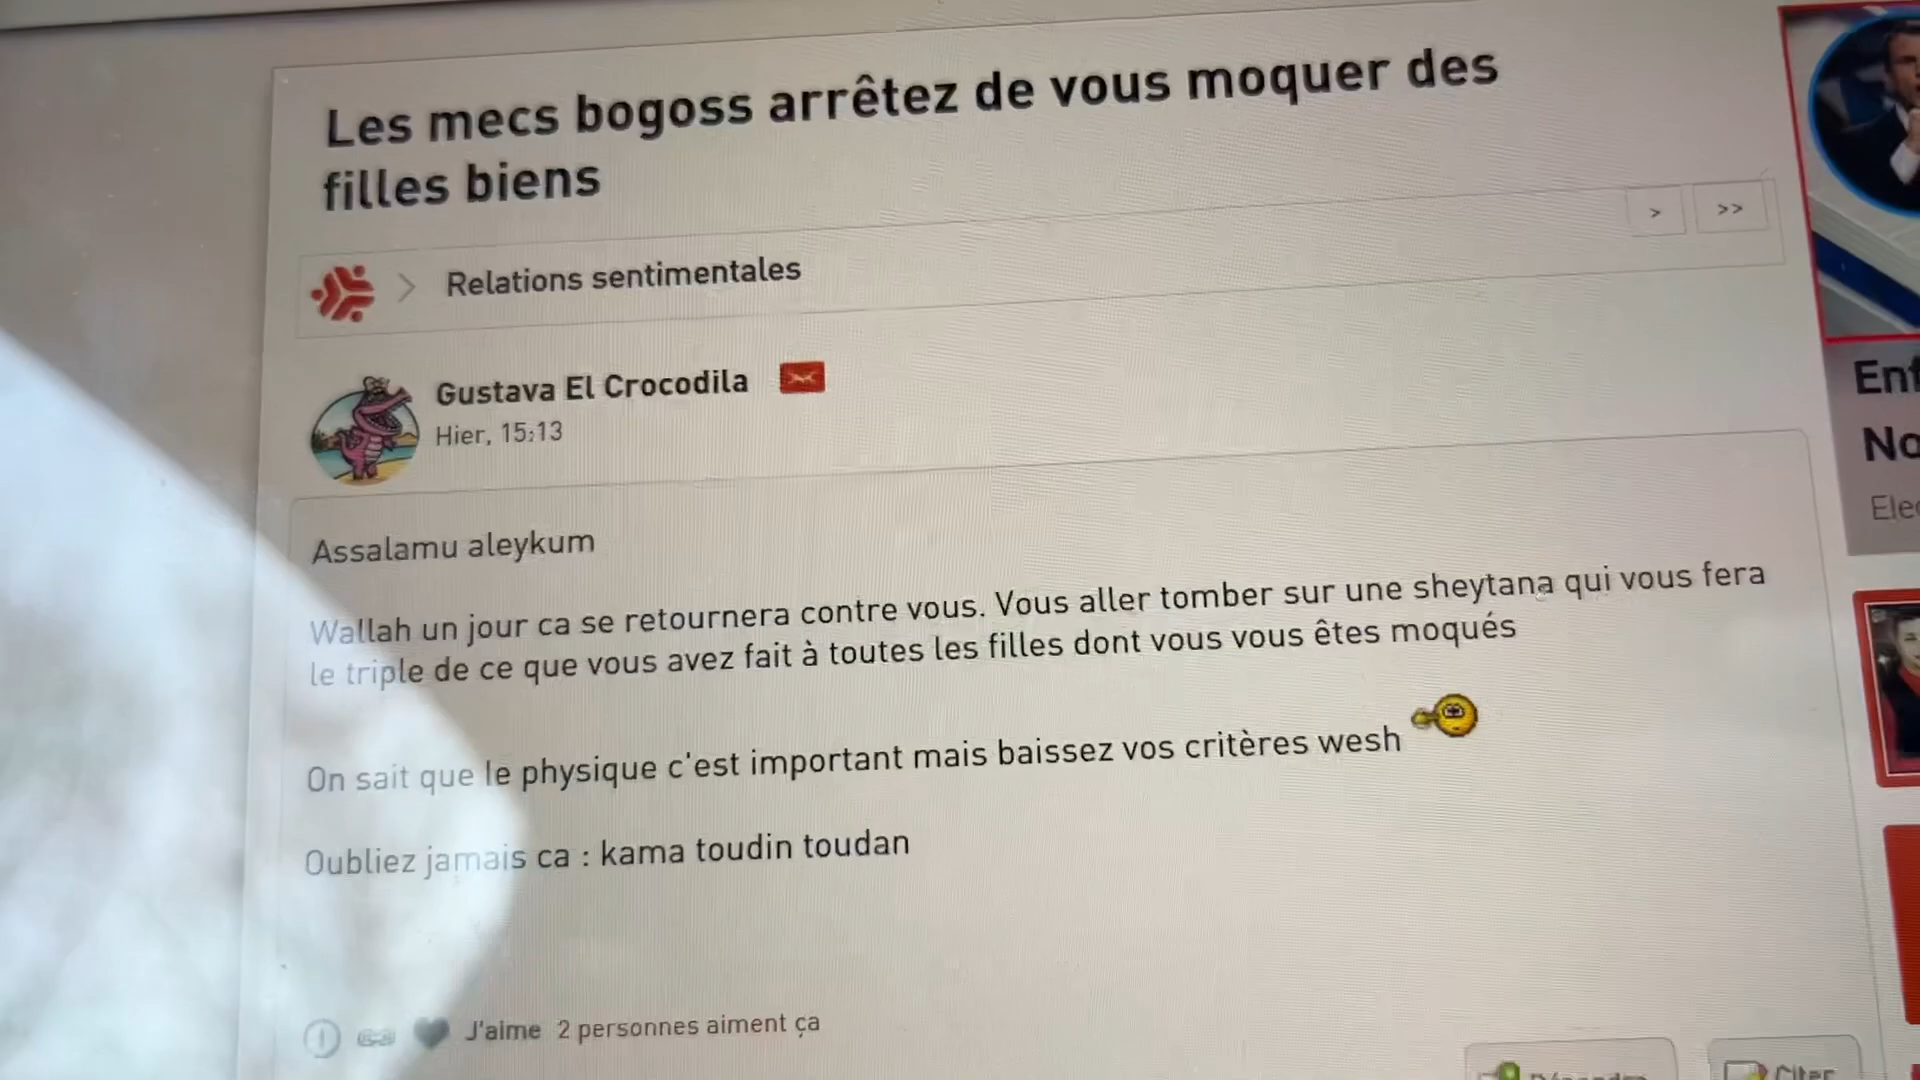 Les mecs bogoss arrêtez de vous moquer des
filles biens
> >>
Relations sentimentales
Gustava El Crocodila
Hier, 15:13
Assalamu aleykum
Wallah un jour ca se retournera contre vous. Vous aller tomber sur une sheytana qui vous fera
le triple de ce que vous avez fait à toutes les filles dont vous vous êtes moqués
On sait que le physique c'est important mais baissez vos critères wesh
Oubliez jamais ca : kama toudin toudan
J'aime 2 personnes aiment ça
Citer